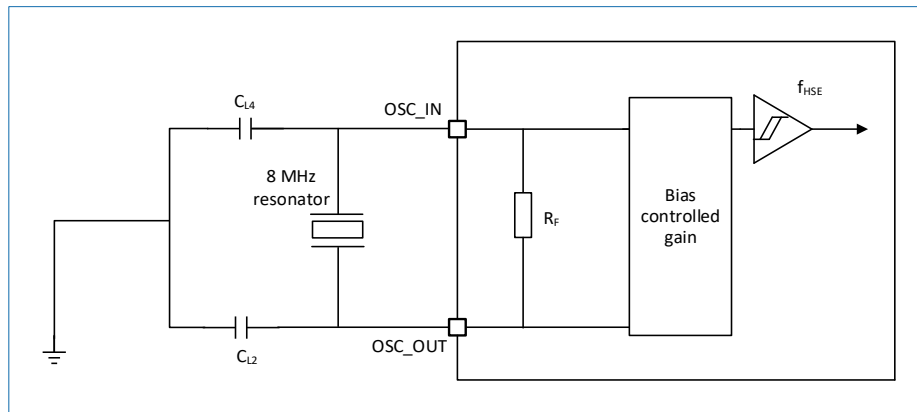 C_L4
OSC_IN
f_HSE
8 MHz
resonator
R_F
Bias
controlled
gain
C_L2
OSC_OUT